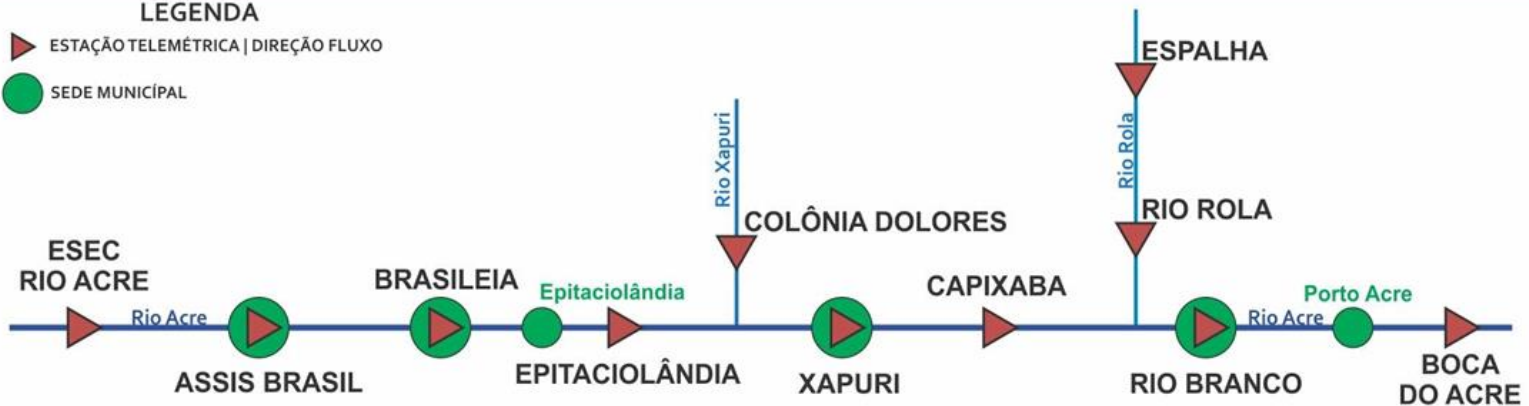 LEGENDA
ESTAÇÃO TELEMÉTRICA | DIREÇÃO FLUXO
SEDE MUNICÍPAL
ESPALHA
Rio Xapuri
Rio Rola
COLÔNIA DOLORES
RIO ROLA
ESEC
RIO ACRE
BRASILEIA
Epitaciolândia
CAPIXABA
Porto Acre
Rio Acre
Rio Acre
ASSIS BRASIL
EPITACIOLÂNDIA
XAPURI
RIO BRANCO
BOCA
DO ACRE